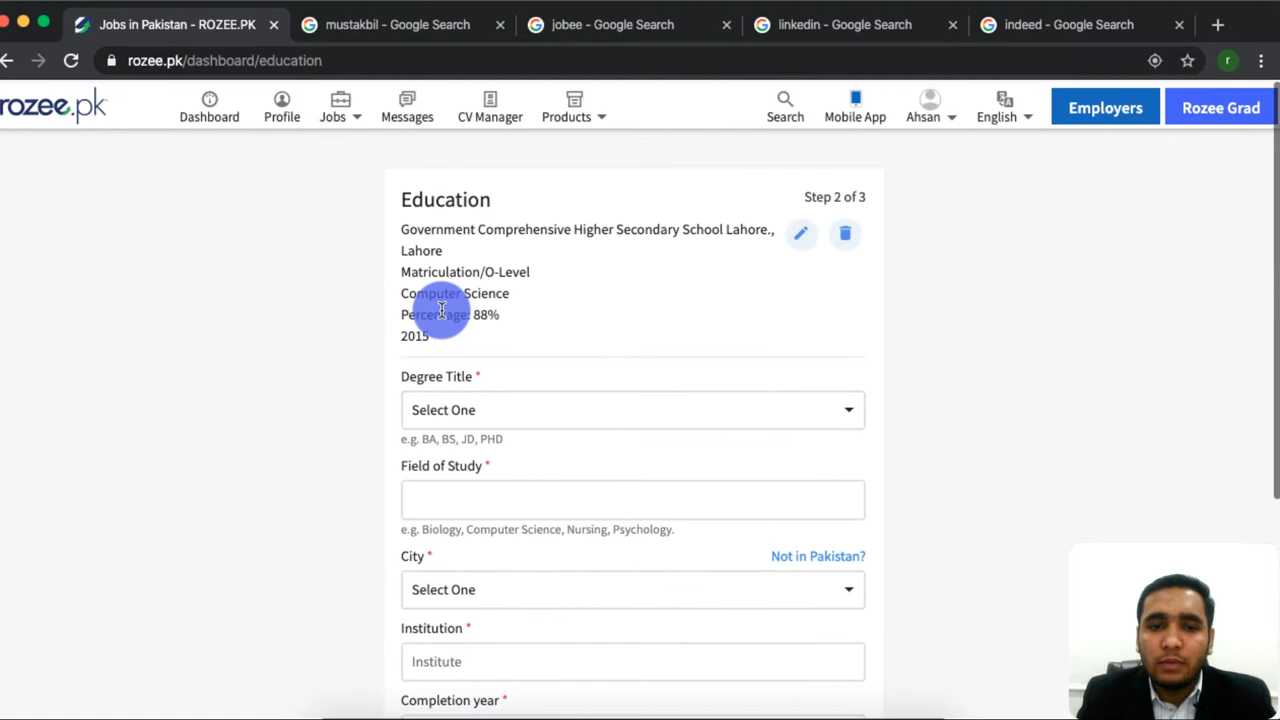 Jobs in Pakistan - ROZEE.PK
mustakbil - Google Search
jobee - Google Search
linkedin - Google Search
indeed - Google Search
rozee.pk/dashboard/education
r
rozee.pk
Dashboard
Profile
Jobs
Messages
CV Manager
Products
Search
Mobile App
Ahsan
English
Employers
Rozee Grad
Education
Step 2 of 3
Government Comprehensive Higher Secondary School Lahore.,
Lahore
Matriculation/O-Level
Computer Science
Percentage: 88%
2015
Degree Title *
Select One
e.g. BA, BS, JD, PHD
Field of Study *
e.g. Biology, Computer Science, Nursing, Psychology.
City *
Not in Pakistan?
Select One
Institution *
Institute
Completion year *